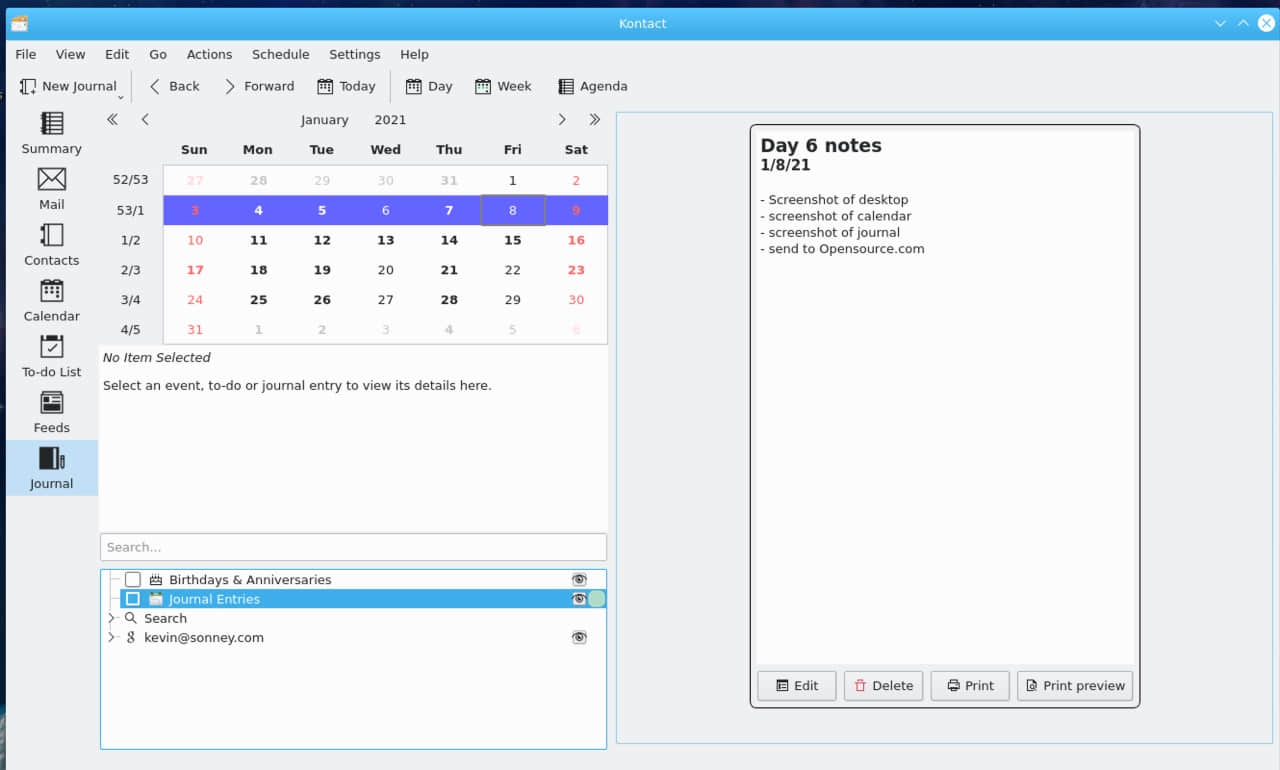 Kontact
File View Edit Go Actions Schedule Settings Help
New Journal Back Forward Today Day Week Agenda
Summary
Mail
Contacts
Calendar
To-do List
Feeds
Journal
January 2021
Sun Mon Tue Wed Thu Fri Sat
52/53 27 28 29 30 31 1 2
53/1 3 4 5 6 7 8 9
1/2 10 11 12 13 14 15 16
2/3 17 18 19 20 21 22 23
3/4 24 25 26 27 28 29 30
4/5 31 1 2 3 4 5 6
No Item Selected
Select an event, to-do or journal entry to view its details here.
Search...
Birthdays & Anniversaries
Journal Entries
Search
kevin@sonney.com
Day 6 notes
1/8/21
- Screenshot of desktop
- screenshot of calendar
- screenshot of journal
- send to Opensource.com
Edit Delete Print Print preview